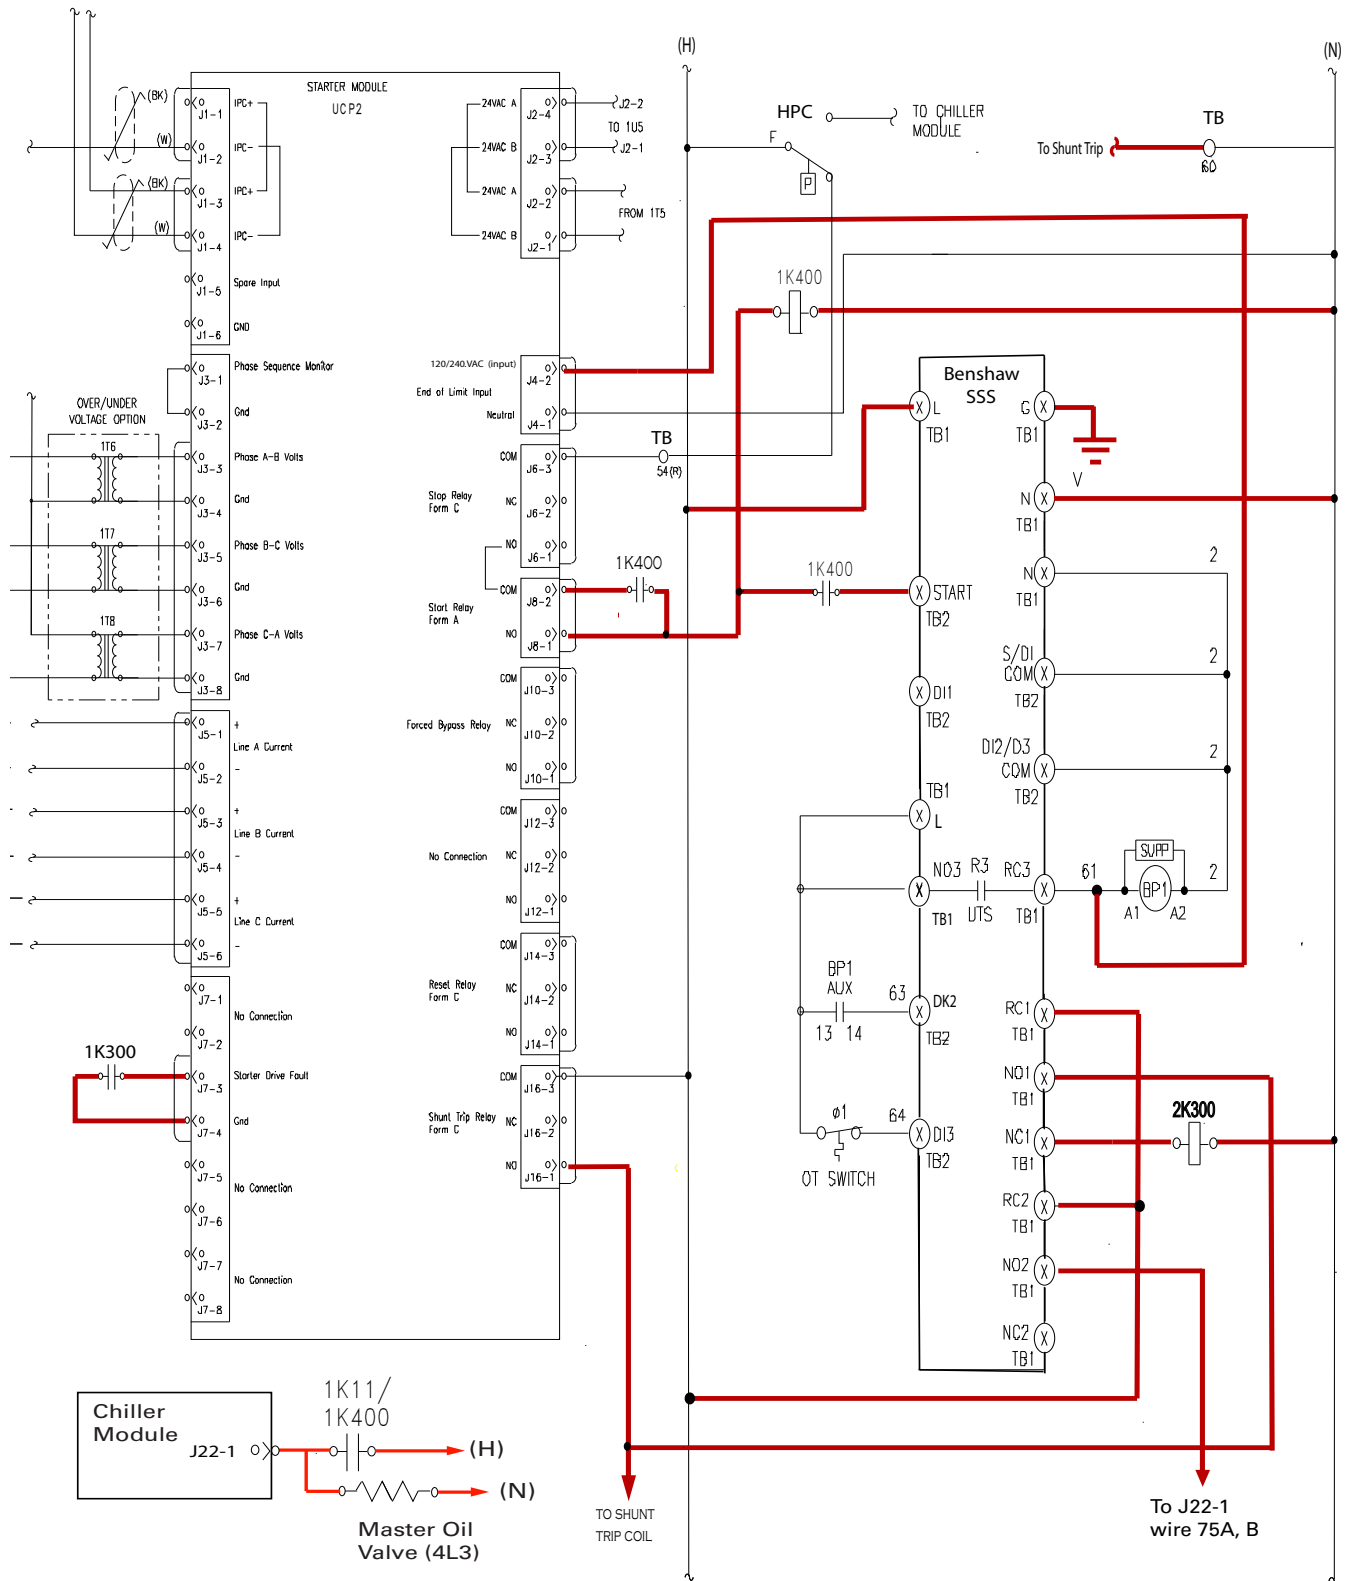 (H)
(N)
STARTER MODULE
UCP2
(BK)
J1-1
IPC+
(W)
J1-2
IPC-
(BK)
J1-3
IPC+
(W)
J1-4
IPC-
J1-5
Spare Input
J1-6
GND
24VAC A
J2-4
J2-2
TO 1U5
24VAC B
J2-3
J2-1
24VAC A
J2-2
FROM 1T5
24VAC B
J2-1
HPC
TO CHILLER
MODULE
F
P
To Shunt Trip
TB
60
1K400
J3-1
Phase Sequence Monitor
J3-2
Gnd
OVER/UNDER
VOLTAGE OPTION
1T6
J3-3
Phase A-B Volts
J3-4
Gnd
1T7
J3-5
Phase B-C Volts
J3-6
Gnd
1T8
J3-7
Phase C-A Volts
J3-8
Gnd
120/240.VAC (input)
J4-2
End of Limit Input
Neutral
J4-1
COM
J6-3
TB
54(R)
Stop Relay
Form C
NC
J6-2
NO
J6-1
COM
J8-2
1K400
Start Relay
Form A
NO
J8-1
COM
J10-3
Forced Bypass Relay
NC
J10-2
NO
J10-1
J5-1
+
Line A Current
J5-2
-
J5-3
+
Line B Current
J5-4
-
J5-5
+
Line C Current
J5-6
-
COM
J12-3
No Connection
NC
J12-2
NO
J12-1
COM
J14-3
Reset Relay
Form C
NC
J14-2
NO
J14-1
J7-1
No Connection
J7-2
1K300
J7-3
Starter Drive Fault
J7-4
Gnd
J7-5
No Connection
J7-6
J7-7
No Connection
J7-8
COM
J16-3
Shunt Trip Relay
Form C
NC
J16-2
NO
J16-1
Benshaw
SSS
L
TB1
G
TB1
V
N
TB1
N
TB1
2
1K400
START
TB2
S/DI
COM
TB2
2
DI1
TB2
DI2/D3
COM
TB2
2
TB1
L
NO3
TB1
R3
UTS
RC3
TB1
61
SUPP
BP1
A1
A2
2
BP1
AUX
13 14
63
DK2
TB2
ø1
OT SWITCH
64
DI3
TB2
RC1
TB1
NO1
TB1
NC1
TB1
2K300
RC2
TB1
NO2
TB1
NC2
TB1
Chiller
Module
J22-1
1K11/
1K400
(H)
(N)
Master Oil
Valve (4L3)
TO SHUNT
TRIP COIL
To J22-1
wire 75A, B